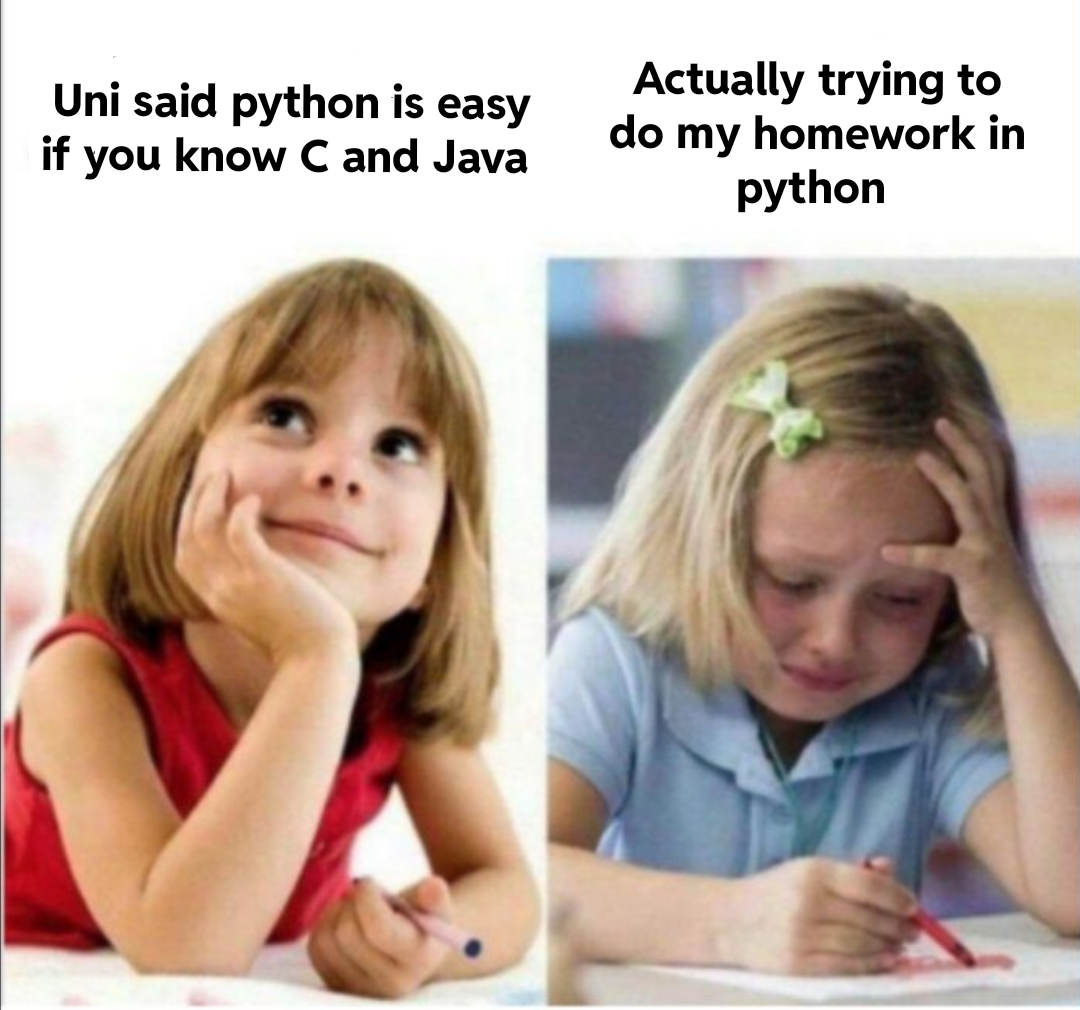 Uni said python is easy
if you know C and Java
Actually trying to
do my homework in
python